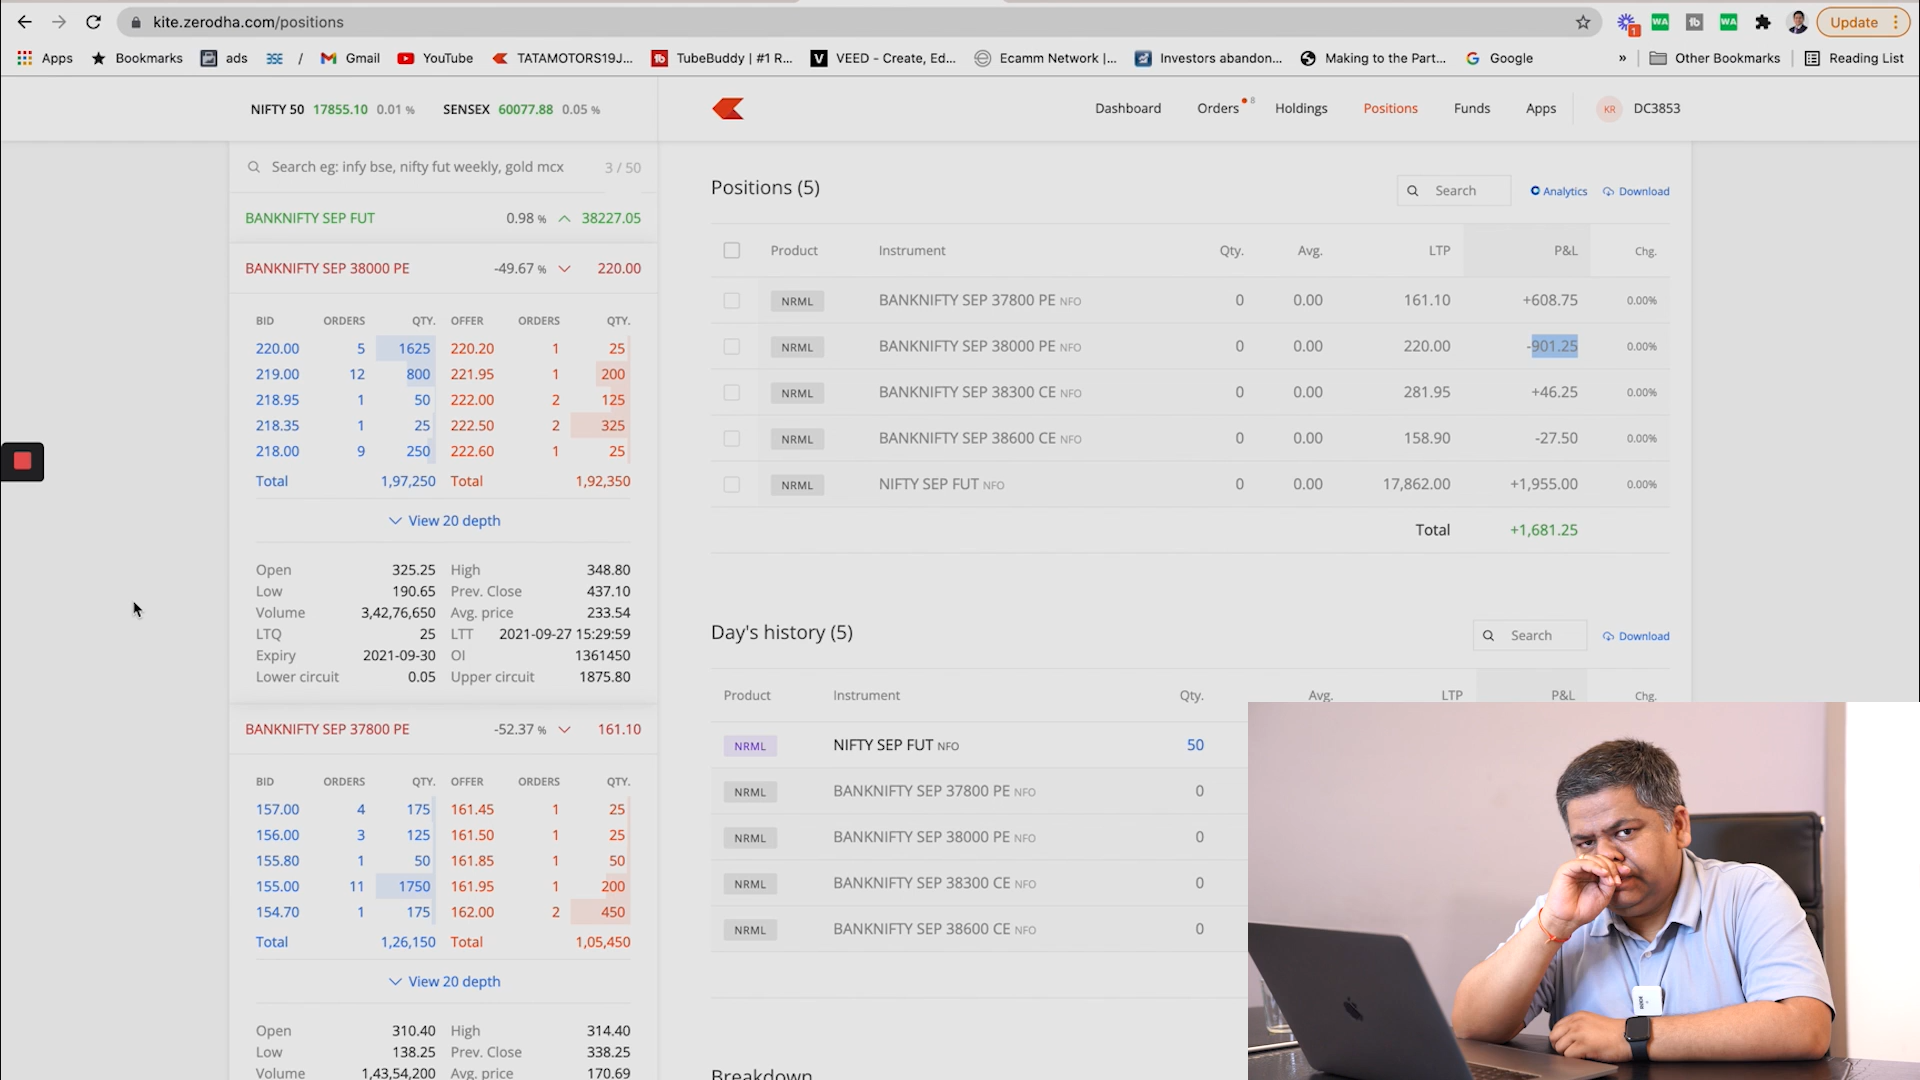 kite.zerodha.com/positions
Update
Apps Bookmarks ads / Gmail YouTube TATAMOTORS19J... TubeBuddy | #1 R... VEED - Create, Ed... Ecamm Network |... Investors abandon... Making to the Part... Google » Other Bookmarks Reading List
NIFTY 50 17855.10 0.01 % SENSEX 60077.88 0.05 %
Dashboard Orders 8 Holdings Positions Funds Apps KR DC3853
Search eg: infy bse, nifty fut weekly, gold mcx 3 / 50
BANKNIFTY SEP FUT 0.98 % 38227.05
BANKNIFTY SEP 38000 PE -49.67 % 220.00
BID ORDERS QTY. OFFER ORDERS QTY.
220.00 5 1625 220.20 1 25
219.00 12 800 221.95 1 200
218.95 1 50 222.00 2 125
218.35 1 25 222.50 2 325
218.00 9 250 222.60 1 25
Total 1,97,250 Total 1,92,350
View 20 depth
Open 325.25 High 348.80
Low 190.65 Prev. Close 437.10
Volume 3,42,76,650 Avg. price 233.54
LTQ 25 LTT 2021-09-27 15:29:59
Expiry 2021-09-30 OI 1361450
Lower circuit 0.05 Upper circuit 1875.80
BANKNIFTY SEP 37800 PE -52.37 % 161.10
BID ORDERS QTY. OFFER ORDERS QTY.
157.00 4 175 161.45 1 25
156.00 3 125 161.50 1 25
155.80 1 50 161.85 1 50
155.00 11 1750 161.95 1 200
154.70 1 175 162.00 2 450
Total 1,26,150 Total 1,05,450
View 20 depth
Open 310.40 High 314.40
Low 138.25 Prev. Close 338.25
Volume 1,43,54,200 Avg. price 170.69
Positions (5) Search Analytics Download
Product Instrument Qty. Avg. LTP P&L Chg.
NRML BANKNIFTY SEP 37800 PE NFO 0 0.00 161.10 +608.75 0.00%
NRML BANKNIFTY SEP 38000 PE NFO 0 0.00 220.00 -901.25 0.00%
NRML BANKNIFTY SEP 38300 CE NFO 0 0.00 281.95 +46.25 0.00%
NRML BANKNIFTY SEP 38600 CE NFO 0 0.00 158.90 -27.50 0.00%
NRML NIFTY SEP FUT NFO 0 0.00 17,862.00 +1,955.00 0.00%
Total +1,681.25
Day's history (5) Search Download
Product Instrument Qty. Avg. LTP P&L Chg.
NRML NIFTY SEP FUT NFO 50
NRML BANKNIFTY SEP 37800 PE NFO 0
NRML BANKNIFTY SEP 38000 PE NFO 0
NRML BANKNIFTY SEP 38300 CE NFO 0
NRML BANKNIFTY SEP 38600 CE NFO 0
Breakdown